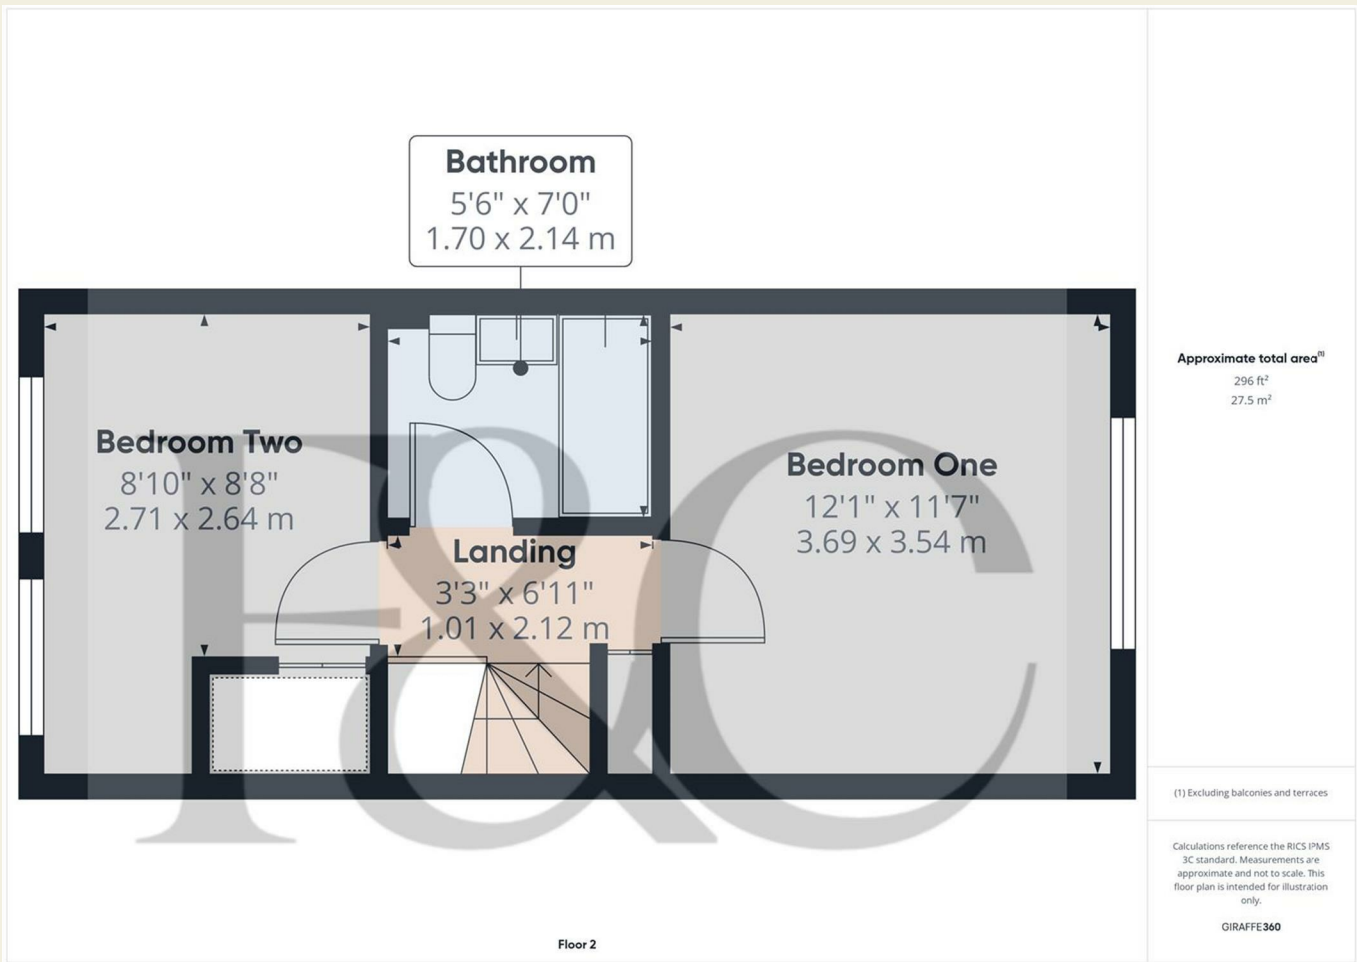 Bathroom
5'6" x 7'0"
1.70 x 2.14 m
Bedroom Two
8'10" x 8'8"
2.71 x 2.64 m
Landing
3'3" x 6'11"
1.01 x 2.12 m
Bedroom One
12'1" x 11'7"
3.69 x 3.54 m
F&C
Floor 2
Approximate total area(1)
296 ft²
27.5 m²
(1) Excluding balconies and terraces
Calculations reference the RICS IPMS
3C standard. Measurements are
approximate and not to scale. This
floor plan is intended for illustration
only.
GIRAFFE360